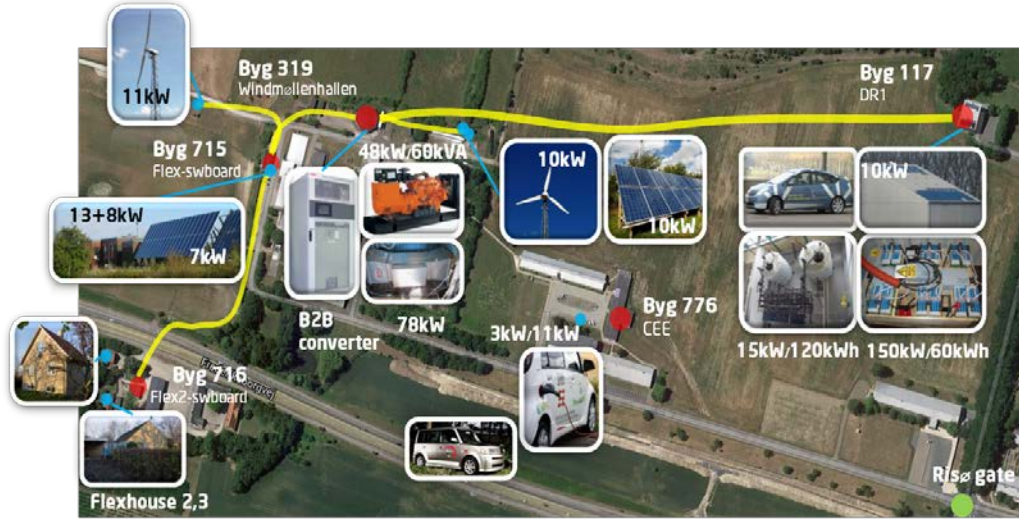 11kW
Byg 319
Windmøllenhallen
Byg 117
DR1
Byg 715
Flex-swboard
48kW/60kVA
10kW
10kW
10kW
13+8kW
7kW
B2B
converter
78kW
3kW/11kW
Byg 776
CEE
15kW/120kWh
150kW/60kWh
Byg 716
Flex2-swboard
Flexhouse 2,3
Risø gate